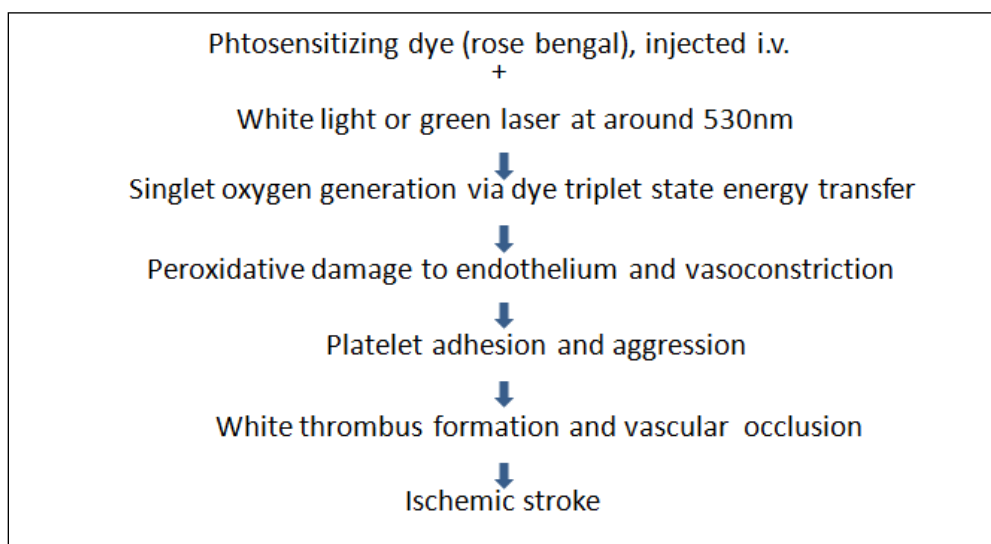 Phtosensitizing dye (rose bengal), injected i.v.
+
White light or green laser at around 530nm
Singlet oxygen generation via dye triplet state energy transfer
Peroxidative damage to endothelium and vasoconstriction
Platelet adhesion and aggression
White thrombus formation and vascular occlusion
Ischemic stroke